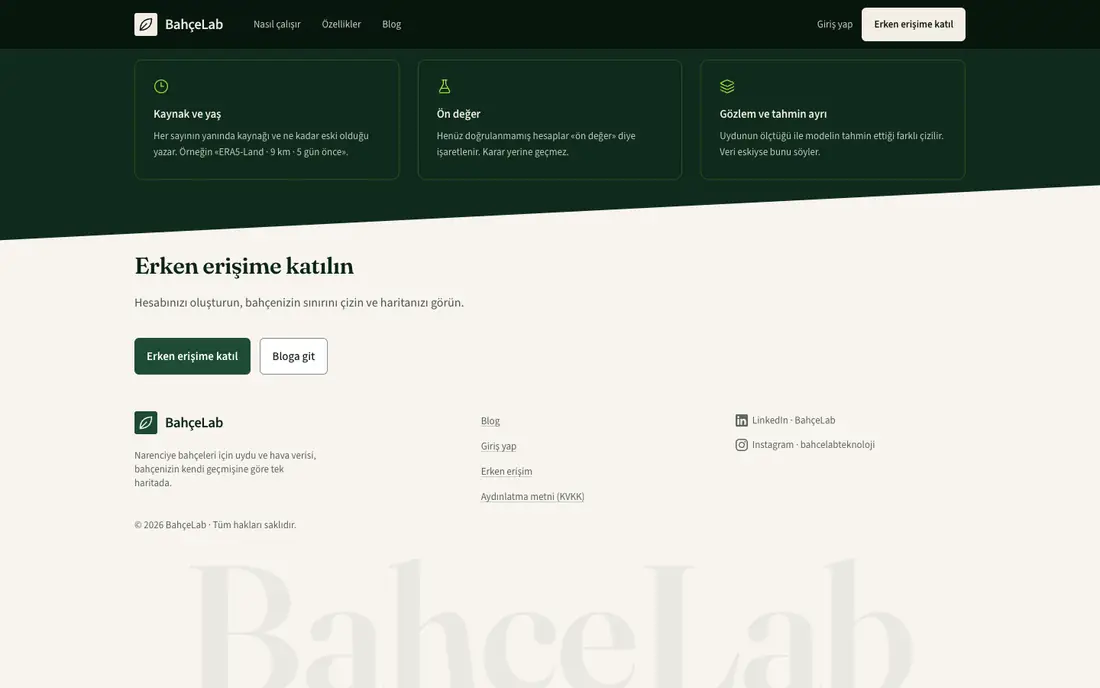 BahçeLab
Nasıl çalışır
Özellikler
Blog
Giriş yap
Erken erişime katıl
Kaynak ve yaş
Her sayının yanında kaynağı ve ne kadar eski olduğu
yazar. Örneğin «ERA5-Land · 9 km · 5 gün önce».
Ön değer
Henüz doğrulanmamış hesaplar «ön değer» diye
işaretlenir. Karar yerine geçmez.
Gözlem ve tahmin ayrı
Uydunun ölçtüğü ile modelin tahmin ettiği farklı çizilir.
Veri eskiyse bunu söyler.
Erken erişime katılın
Hesabınızı oluşturun, bahçenizin sınırını çizin ve haritanızı görün.
Erken erişime katıl
Bloga git
BahçeLab
Narenciye bahçeleri için uydu ve hava verisi,
bahçenizin kendi geçmişine göre tek
haritada.
Blog
Giriş yap
Erken erişim
Aydınlatma metni (KVKK)
LinkedIn · BahçeLab
Instagram · bahcelabteknoloji
© 2026 BahçeLab · Tüm hakları saklıdır.
BahceLab